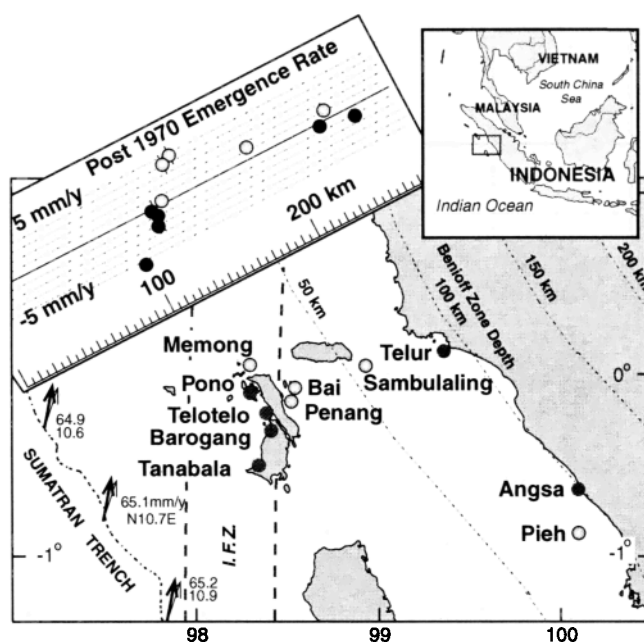 Post 1970 Emergence Rate
5 mm/y
-5 mm/y
100
200 km
VIETNAM
South China
Sea
MALAYSIA
INDONESIA
Indian Ocean
50 km
Benioff Zone Depth
100 km
150 km
200 km
Memong
Pono
Telotelo
Barogang
Tanabala
Bai
Penang
Telur
Sambulaling
Angsa
Pieh
0°
-1°
-1°
64.9
10.6
65.1mm/y
N10.7E
65.2
10.9
SUMATRAN TRENCH
I.F.Z.
98
99
100